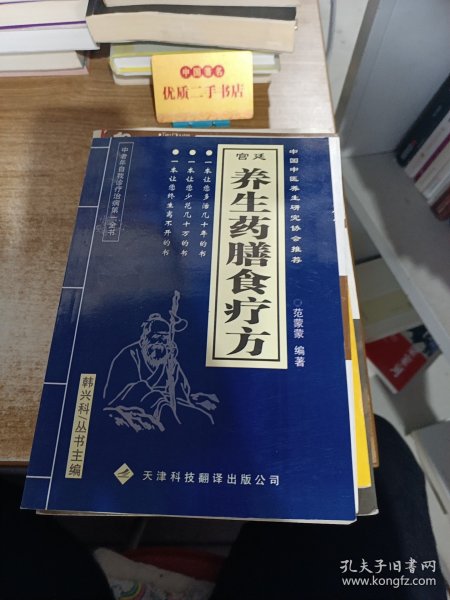 中国书店
优质二手书店
中国中医养生研究协会推荐
宫廷
养生药膳食疗方
◎范蒙蒙 编著
●一本让您多活几十年的书
●一本让您少花几十万的书
●一本让您终生离不开的书
韩兴科/丛书主编
天津科技翻译出版公司
孔夫子旧书网
www.kongfz.com